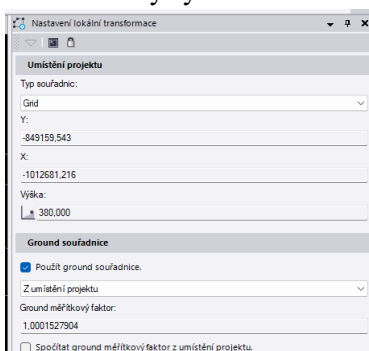 Nastavení lokální transformace
Umístění projektu
Typ souřadnic:
Grid
Y:
-849159,543
X:
-1012681,216
Výška:
380,000
Ground souřadnice
Použít ground souřadnice.
Z umístění projektu
Ground měřítkový faktor:
1,0001527904
Spočítat ground měřítkový faktor z umístění projektu.